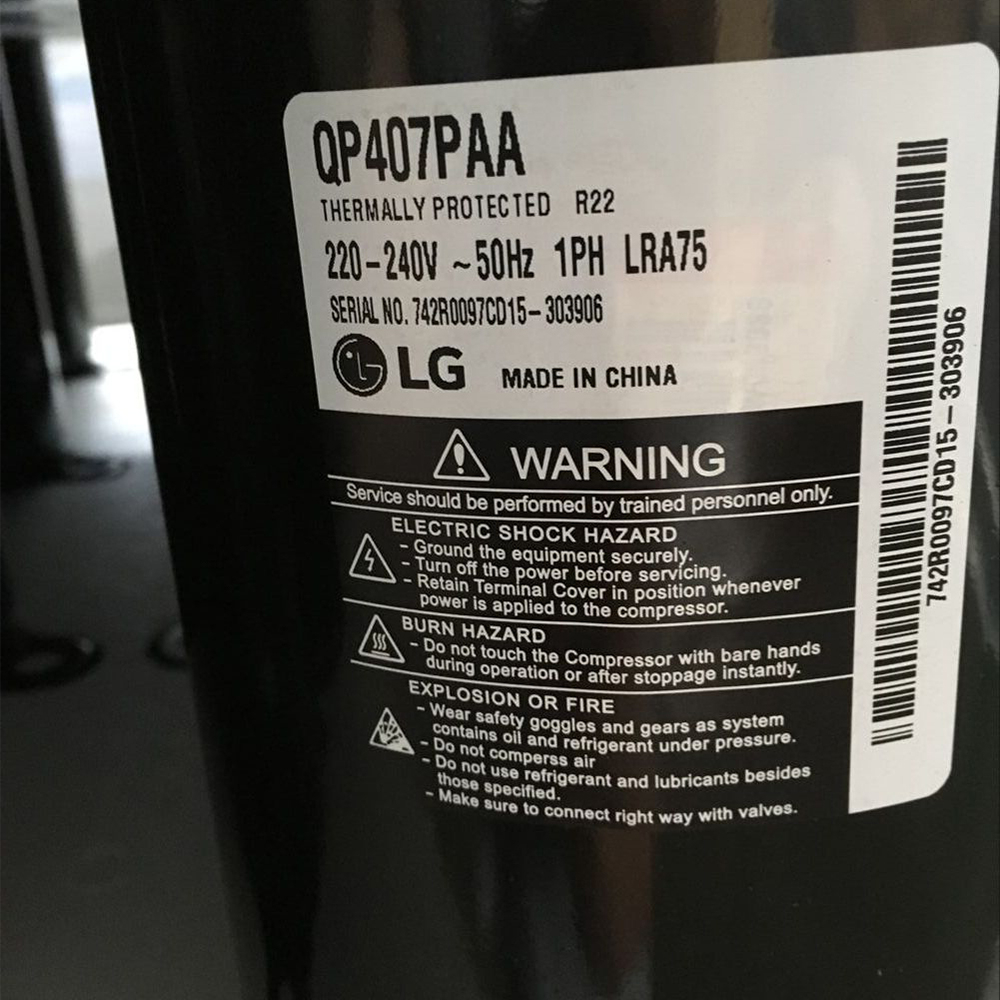 QP407PAA
THERMALLY PROTECTED R22
220-240V ~50Hz 1PH LRA75
SERIAL NO. 742R0097CD15-303906
LG MADE IN CHINA
WARNING
Service should be performed by trained personnel only.
ELECTRIC SHOCK HAZARD
- Ground the equipment securely.
- Turn off the power before servicing.
- Retain Terminal Cover in position whenever
power is applied to the compressor.
BURN HAZARD
- Do not touch the Compressor with bare hands
during operation or after stoppage instantly.
EXPLOSION OR FIRE
- Wear safety goggles and gears as system
contains oil and refrigerant under pressure.
- Do not comperss air
- Do not use refrigerant and lubricants besides
those specified.
- Make sure to connect right way with valves.
742R0097CD15-303906